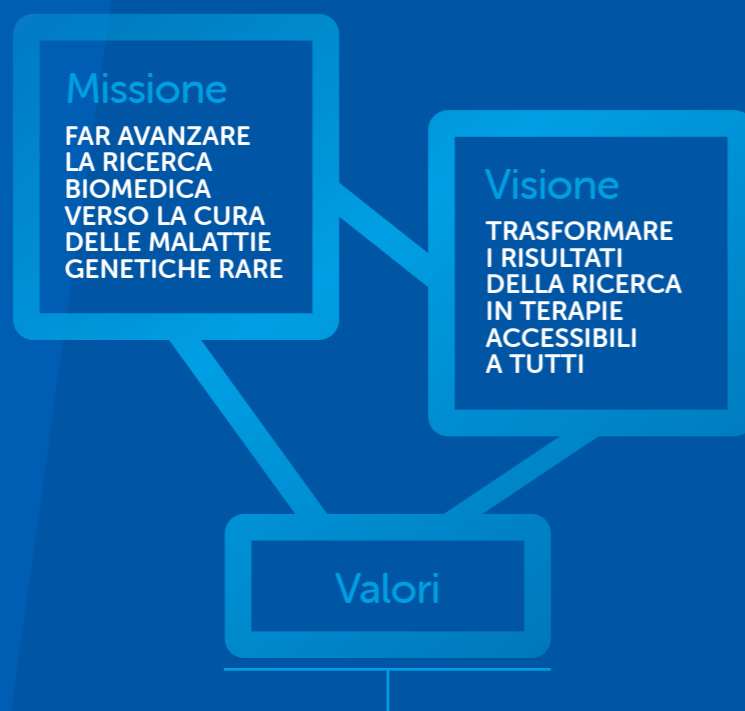 Missione
FAR AVANZARE
LA RICERCA
BIOMEDICA
VERSO LA CURA
DELLE MALATTIE
GENETICHE RARE
Visione
TRASFORMARE
I RISULTATI
DELLA RICERCA
IN TERAPIE
ACCESSIBILI
A TUTTI
Valori